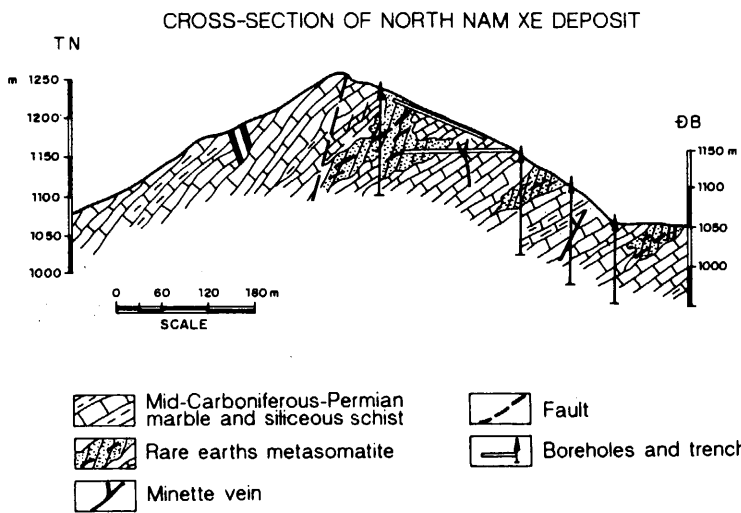 CROSS-SECTION OF NORTH NAM XE DEPOSIT
TN
m 1250
1200
1150
1100
1050
1000
ĐB
1150 m
1100
1050
1000
0 60 120 180 m
SCALE
Mid-Carboniferous-Permian
marble and siliceous schist
Rare earths metasomatite
Minette vein
Fault
Boreholes and trench